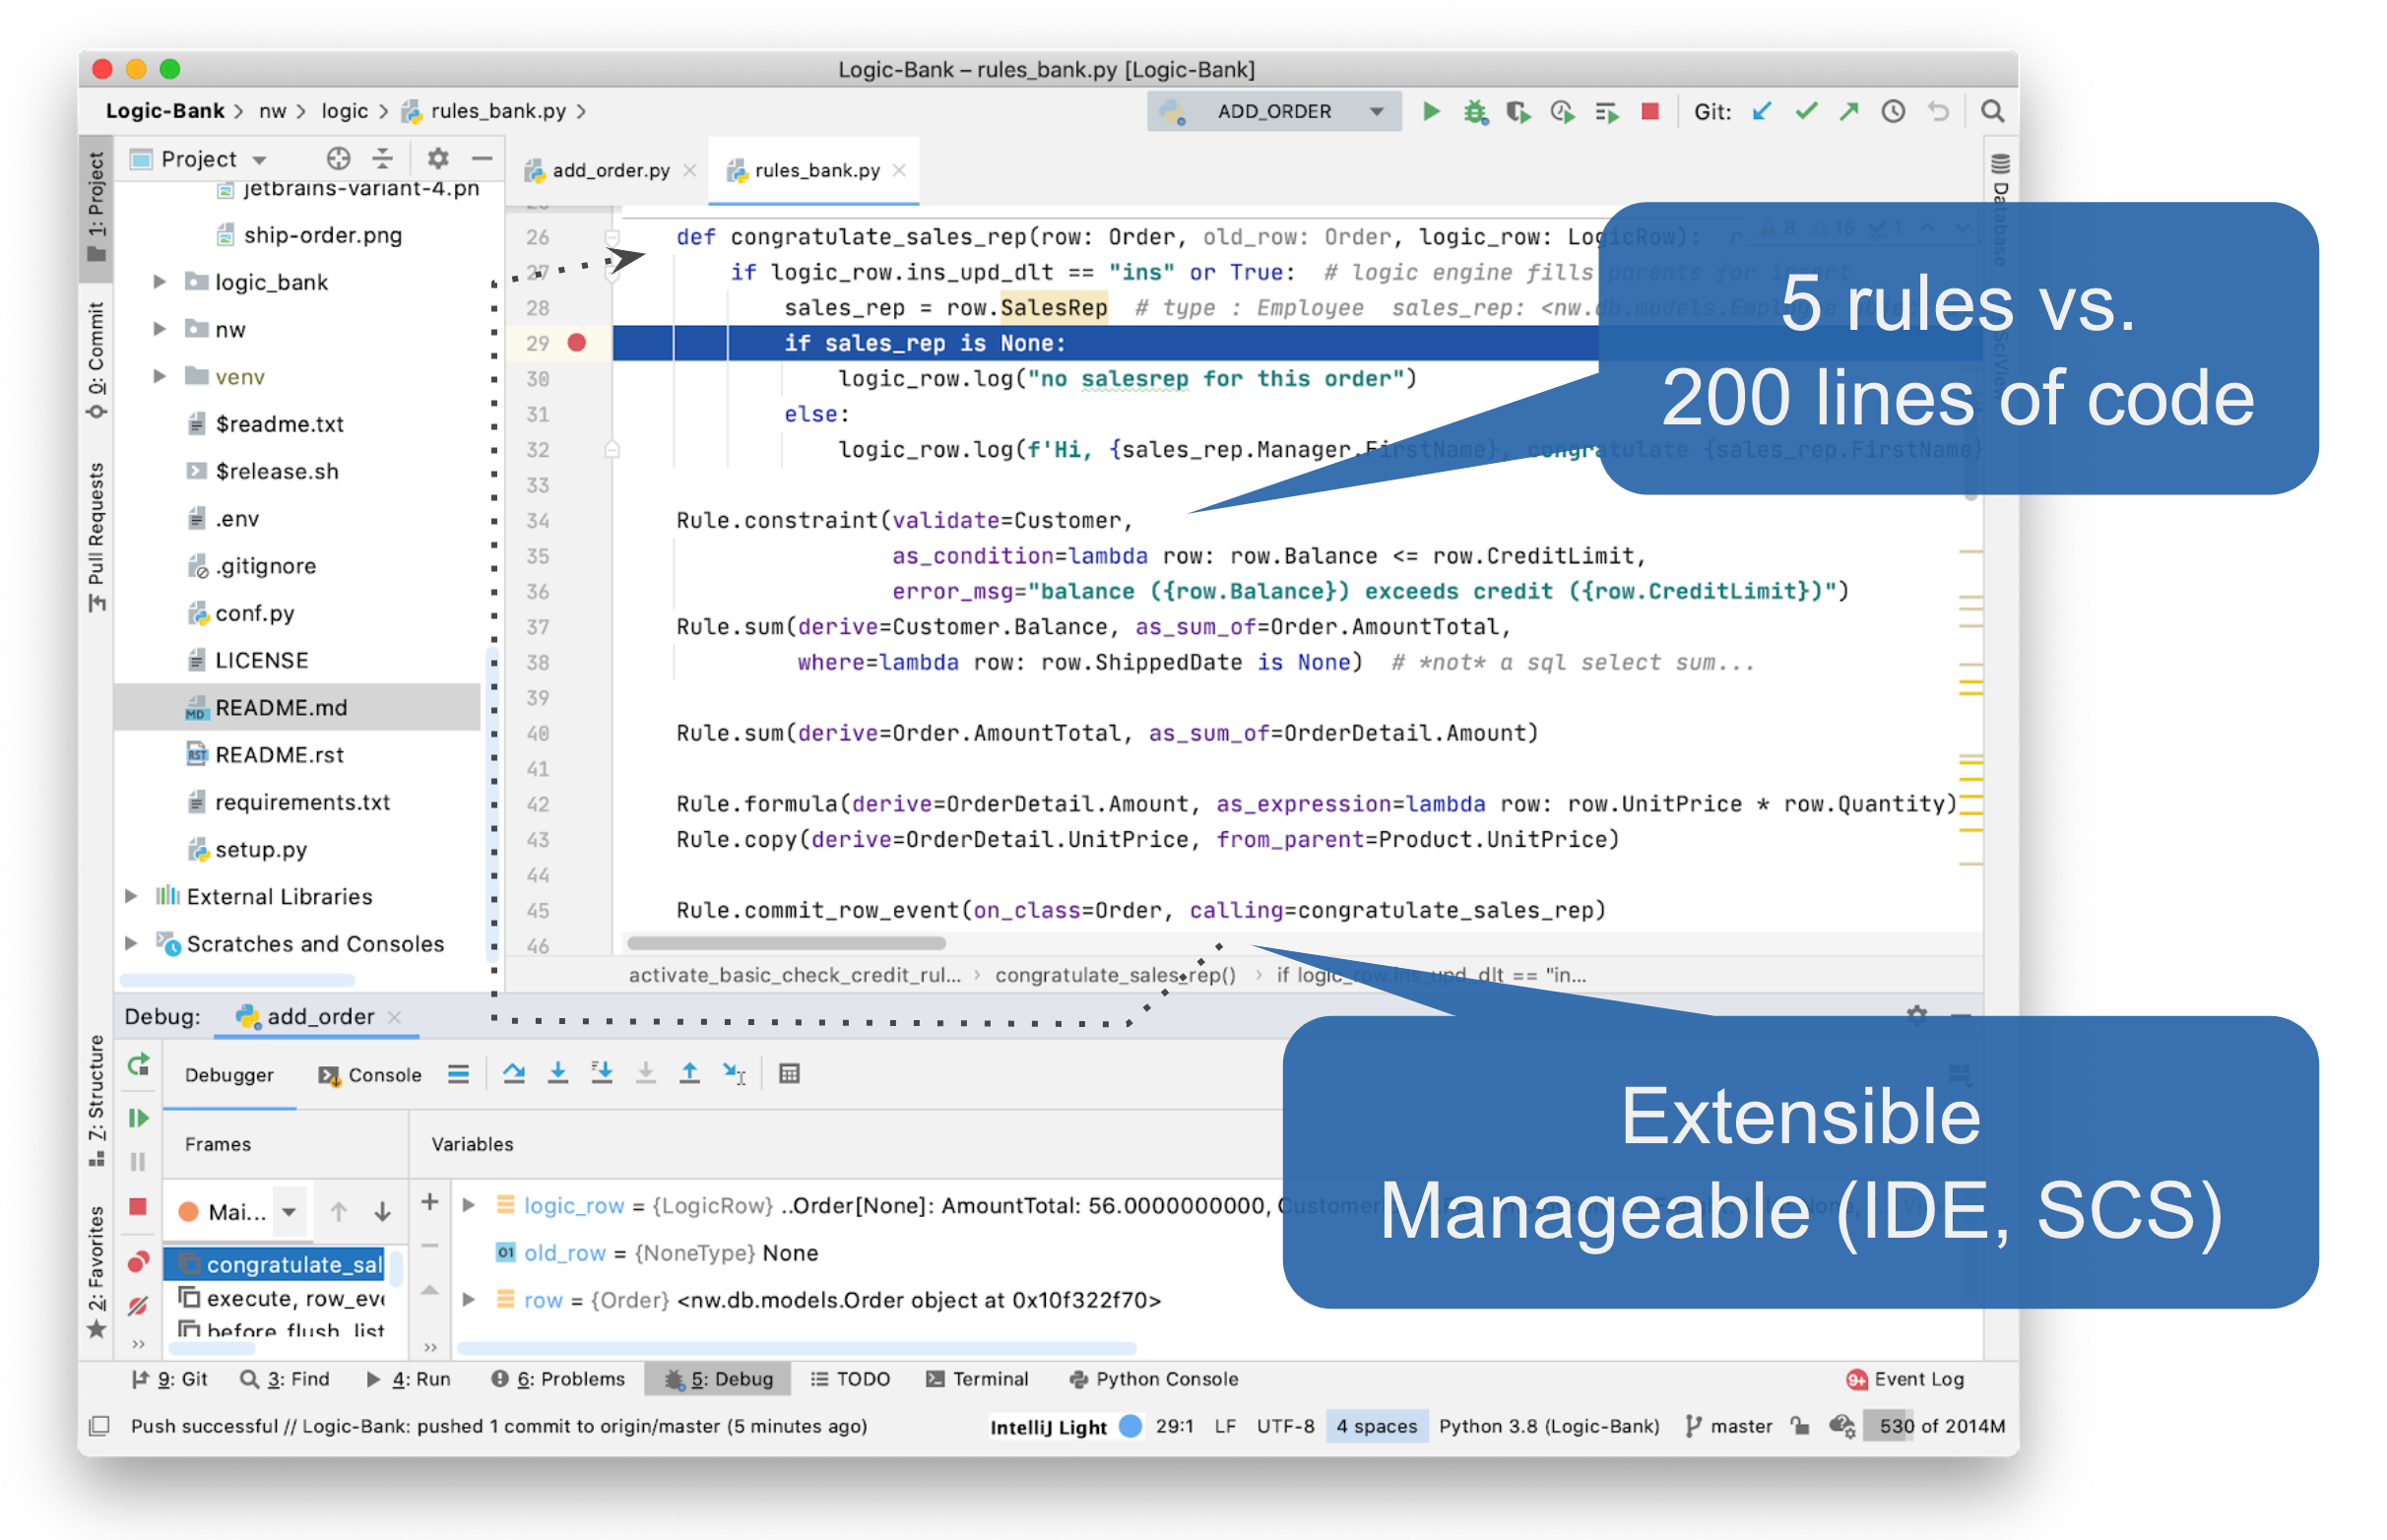 Logic-Bank – rules_bank.py [Logic-Bank]
Logic-Bank > nw > logic > rules_bank.py >
ADD_ORDER
Git:
1: Project
0: Commit
Pull Requests
Z: Structure
2: Favorites
Project
jetbrains-variant-4.pn
ship-order.png
logic_bank
nw
venv
$readme.txt
$release.sh
.env
.gitignore
conf.py
LICENSE
README.md
README.rst
requirements.txt
setup.py
External Libraries
Scratches and Consoles
add_order.py
rules_bank.py
Database
SciView
8 15 1
26 def congratulate_sales_rep(row: Order, old_row: Order, logic_row: LogicRow):
27 if logic_row.ins_upd_dlt == "ins" or True: # logic engine fills parents for insert
28 sales_rep = row.SalesRep # type : Employee sales_rep: <nw.db.models.Employee object
29 if sales_rep is None:
30 logic_row.log("no salesrep for this order")
31 else:
32 logic_row.log(f'Hi, {sales_rep.Manager.FirstName}, congratulate {sales_rep.FirstName}
33
34 Rule.constraint(validate=Customer,
35 as_condition=lambda row: row.Balance <= row.CreditLimit,
36 error_msg="balance ({row.Balance}) exceeds credit ({row.CreditLimit})")
37 Rule.sum(derive=Customer.Balance, as_sum_of=Order.AmountTotal,
38 where=lambda row: row.ShippedDate is None) # *not* a sql select sum...
39
40 Rule.sum(derive=Order.AmountTotal, as_sum_of=OrderDetail.Amount)
41
42 Rule.formula(derive=OrderDetail.Amount, as_expression=lambda row: row.UnitPrice * row.Quantity)
43 Rule.copy(derive=OrderDetail.UnitPrice, from_parent=Product.UnitPrice)
44
45 Rule.commit_row_event(on_class=Order, calling=congratulate_sales_rep)
46
activate_basic_check_credit_rul... > congratulate_sales_rep() > if logic_row.ins_upd_dlt == "in...
5 rules vs.
200 lines of code
Extensible
Manageable (IDE, SCS)
Debug:
add_order
Debugger
Console
Frames
Variables
Mai...
congratulate_sal
execute, row_eve
before_flush, list
logic_row = {LogicRow} ..Order[None]: AmountTotal: 56.0000000000,
old_row = {NoneType} None
row = {Order} <nw.db.models.Order object at 0x10f322f70>
9: Git
3: Find
4: Run
6: Problems
5: Debug
TODO
Terminal
Python Console
9+ Event Log
Push successful // Logic-Bank: pushed 1 commit to origin/master (5 minutes ago)
IntelliJ Light
29:1
LF
UTF-8
4 spaces
Python 3.8 (Logic-Bank)
master
530 of 2014M